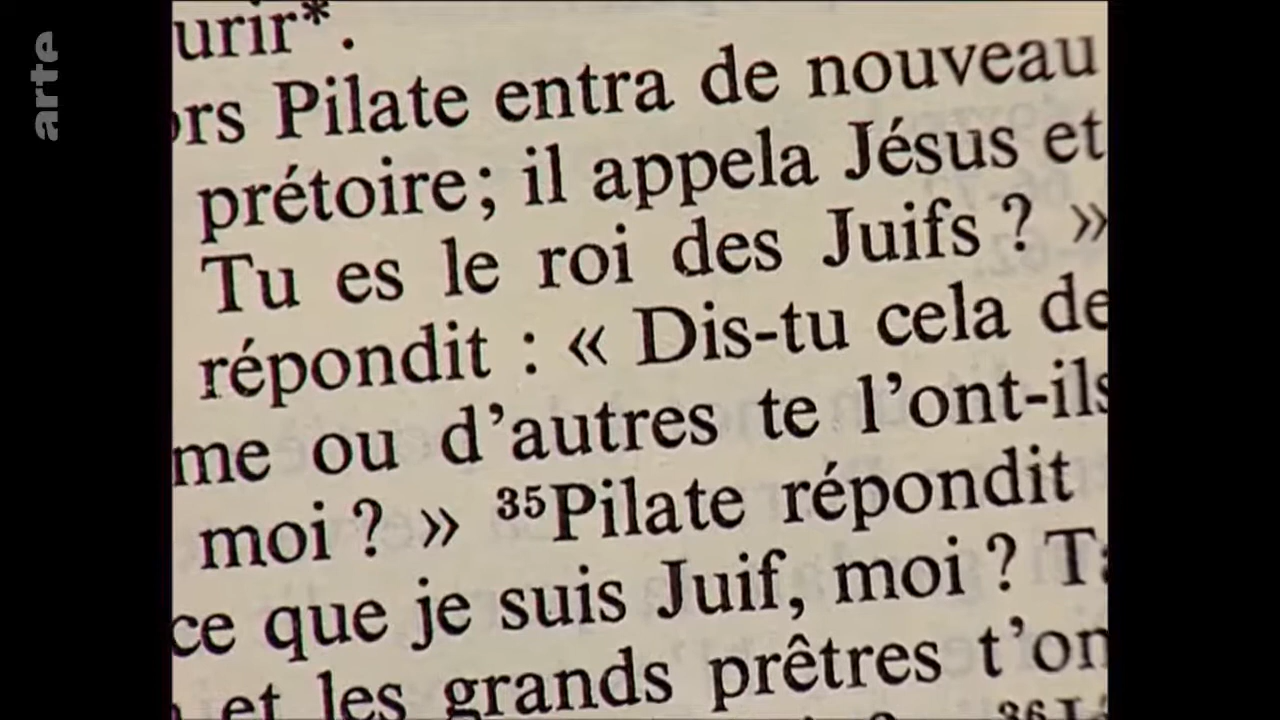 arte
urir*.
ors Pilate entra de nouveau
prétoire; il appela Jésus et
Tu es le roi des Juifs ? »
répondit : « Dis-tu cela de
me ou d'autres te l'ont-ils
moi ? » 35Pilate répondit
ce que je suis Juif, moi ? T
et les grands prêtres t'on
36